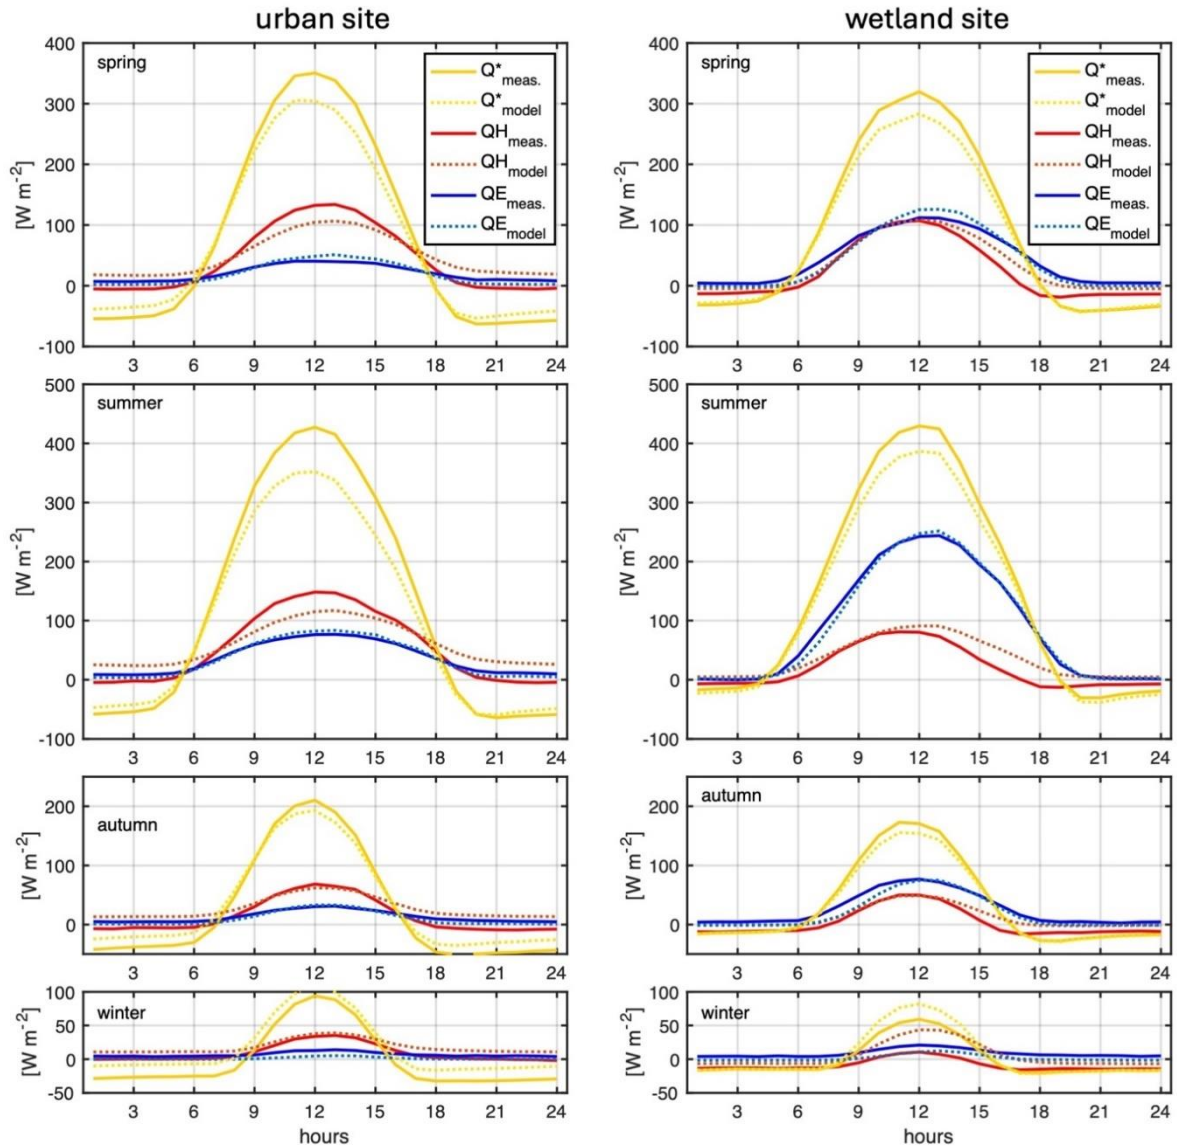 urban site
wetland site
400
300
200
100
0
-100
[W m-2]
spring
Q*meas.
Q*model
QHmeas.
QHmodel
QEmeas.
QEmodel
3 6 9 12 15 18 21 24
400
300
200
100
0
-100
[W m-2]
spring
Q*meas.
Q*model
QHmeas.
QHmodel
QEmeas.
QEmodel
3 6 9 12 15 18 21 24
500
400
300
200
100
0
-100
[W m-2]
summer
3 6 9 12 15 18 21 24
500
400
300
200
100
0
-100
[W m-2]
summer
3 6 9 12 15 18 21 24
200
100
0
[W m-2]
autumn
3 6 9 12 15 18 21 24
200
100
0
[W m-2]
autumn
3 6 9 12 15 18 21 24
100
50
0
-50
[W m-2]
winter
3 6 9 12 15 18 21 24
hours
100
50
0
-50
[W m-2]
winter
3 6 9 12 15 18 21 24
hours